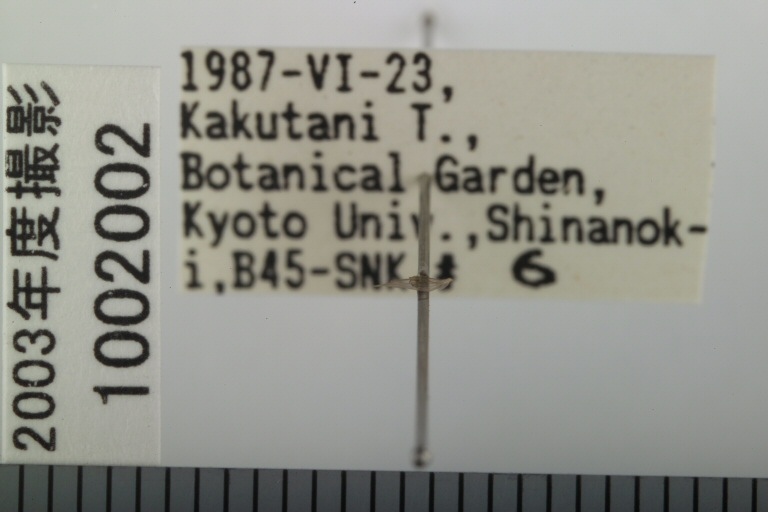 1987-VI-23,
Kakutani T.,
Botanical Garden,
Kyoto Univ.,Shinanok-
i,B45-SNK # 6
2003年度撮影
1002002